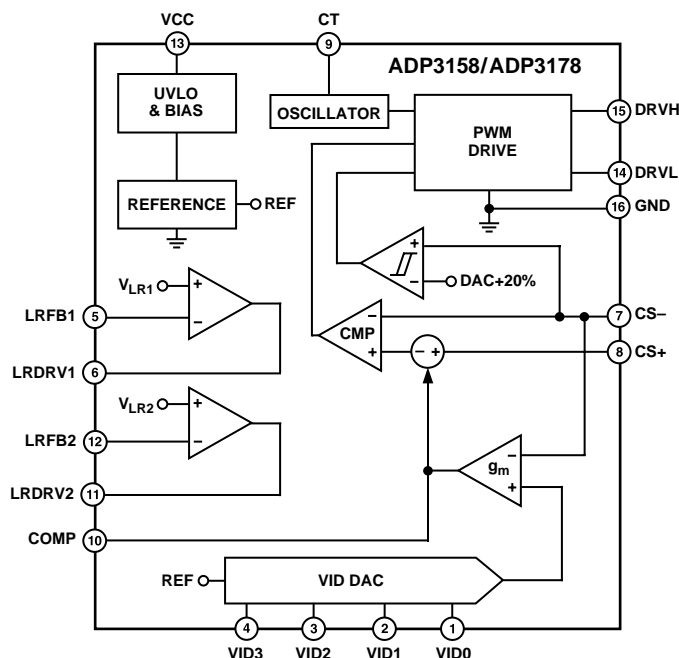 VCC
CT
13
9
ADP3158/ADP3178
UVLO
& BIAS
OSCILLATOR
PWM
DRIVE
15 DRVH
14 DRVL
16 GND
REFERENCE
REF
+
−
DAC+20%
VLR1
+
−
5 LRFB1
6 LRDRV1
CMP
−
+
− +
7 CS–
8 CS+
VLR2
+
−
LRFB2 12
LRDRV2 11
gm
−
+
COMP 10
REF
VID DAC
4 3 2 1
VID3 VID2 VID1 VID0